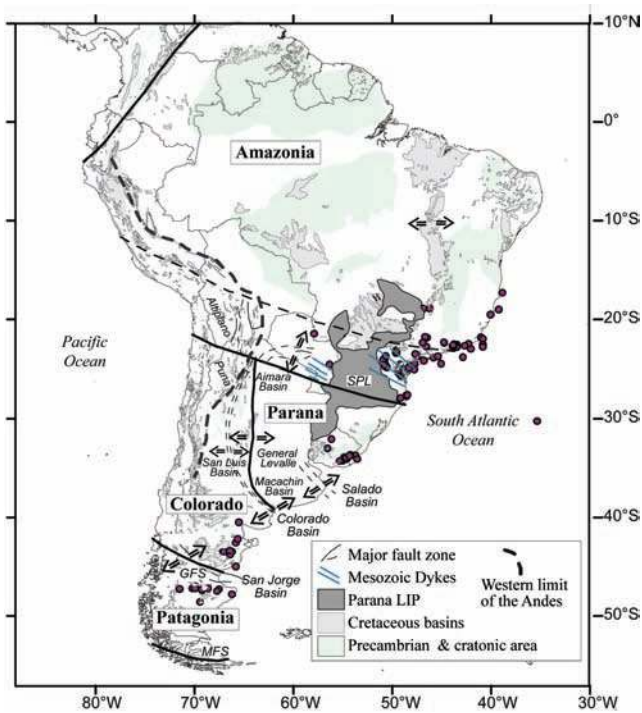 10°N
0°
10°S
20°S
30°S
40°S
50°S
Amazonia
Pacific
Ocean
Altiplano
Puna
Aimara
Basin
SPL
Parana
South Atlantic
Ocean
San Luis
Basin
General
Levalle
Macachin
Basin
Salado
Basin
Colorado
Colorado
Basin
GFS
San Jorge
Basin
Patagonia
MFS
Major fault zone
Mesozoic Dykes
Parana LIP
Cretaceous basins
Precambrian & cratonic area
Western limit
of the Andes
80°W
70°W
60°W
50°W
40°W
30°W